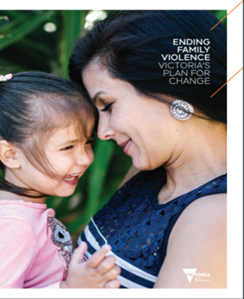 ENDING
FAMILY
VIOLENCE
VICTORIA'S
PLAN FOR
CHANGE